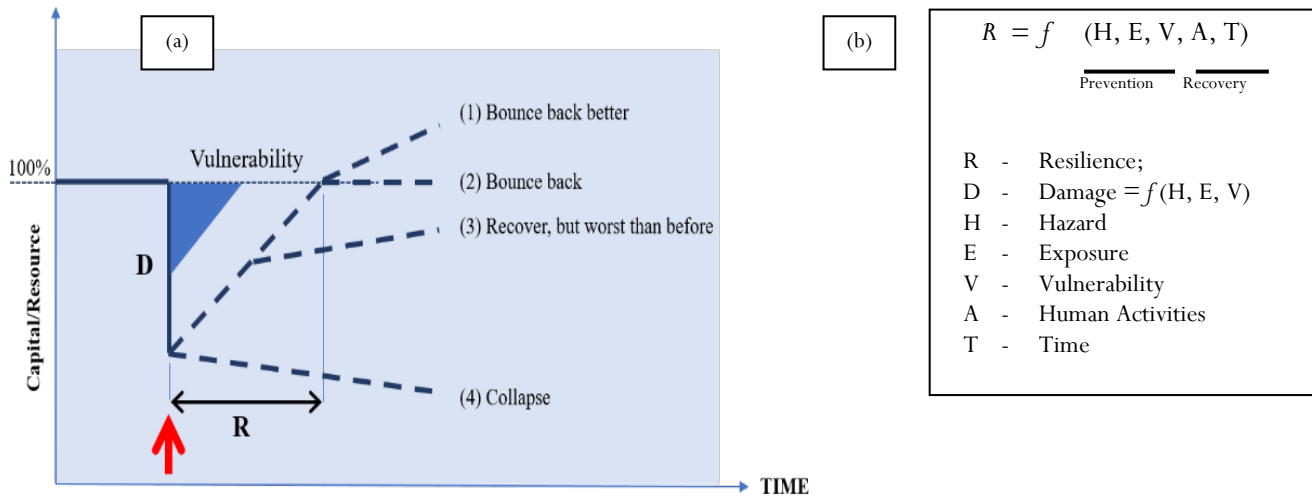 (a)
(1) Bounce back better
Vulnerability
100%
(2) Bounce back
(3) Recover, but worst than before
D
Capital/Resource
(4) Collapse
R
TIME
(b)
R = f (H, E, V, A, T)
Prevention Recovery
R - Resilience;
D - Damage = f (H, E, V)
H - Hazard
E - Exposure
V - Vulnerability
A - Human Activities
T - Time